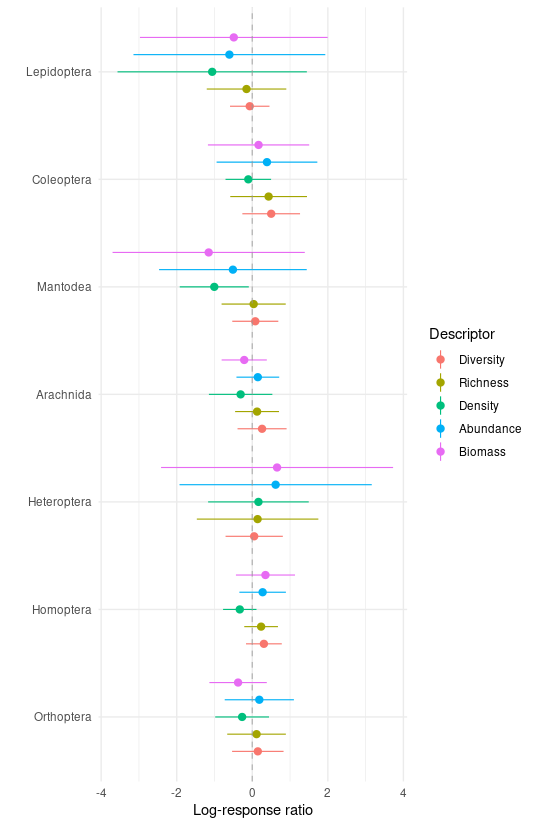 Lepidoptera
Coleoptera
Mantodea
Arachnida
Heteroptera
Homoptera
Orthoptera
-4 -2 0 2 4
Log-response ratio
Descriptor
Diversity
Richness
Density
Abundance
Biomass